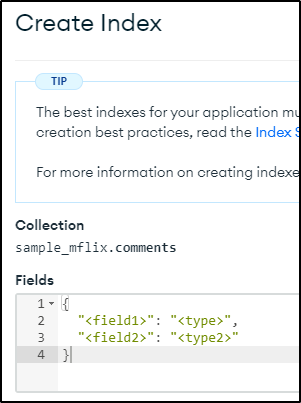 Create Index
TIP
The best indexes for your application mu
creation best practices, read the Index S
For more information on creating indexe
Collection
sample_mflix.comments
Fields
1 {
2 "<field1>": "<type>",
3 "<field2>": "<type2>"
4 }